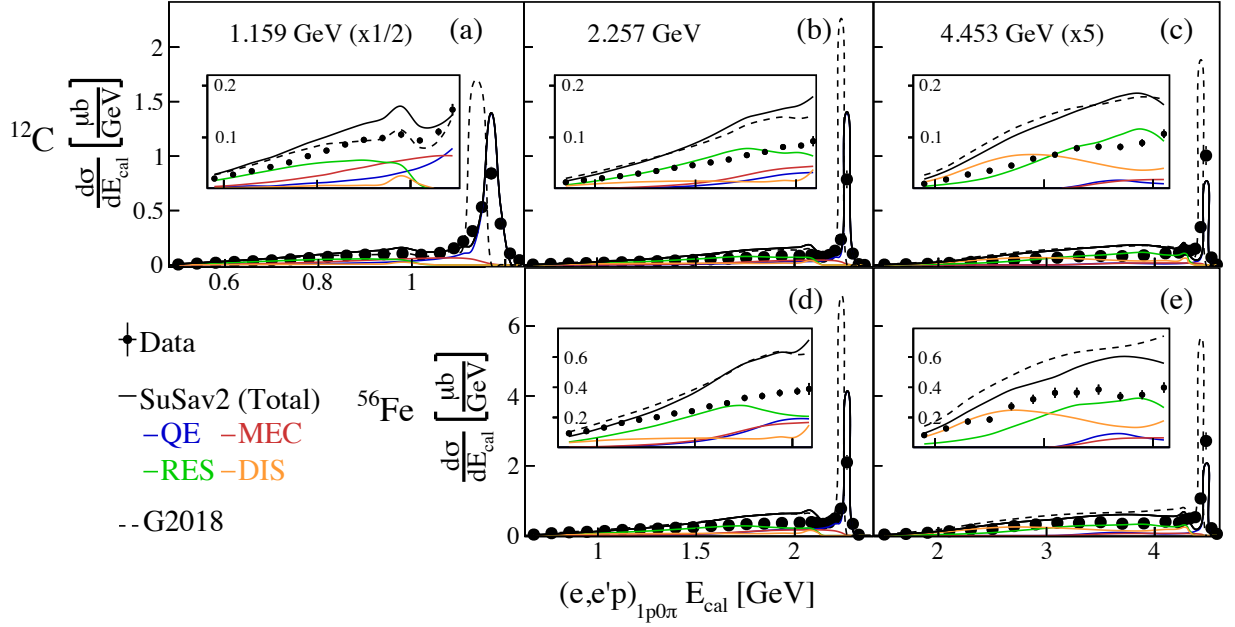 1.159 GeV (x1/2) (a)
2.257 GeV (b)
4.453 GeV (x5) (c)
2
1.5
1
0.5
0
¹²C
dσ/dE_cal [μb/GeV]
0.2
0.1
0.2
0.1
0.2
0.1
0.6 0.8 1
(d)
(e)
6
4
2
0
⁵⁶Fe
dσ/dE_cal [μb/GeV]
0.6
0.4
0.2
0.6
0.4
0.2
1 1.5 2
2 3 4
Data
SuSav2 (Total)
QE MEC
RES DIS
G2018
(e,e'p)_1p0π E_cal [GeV]